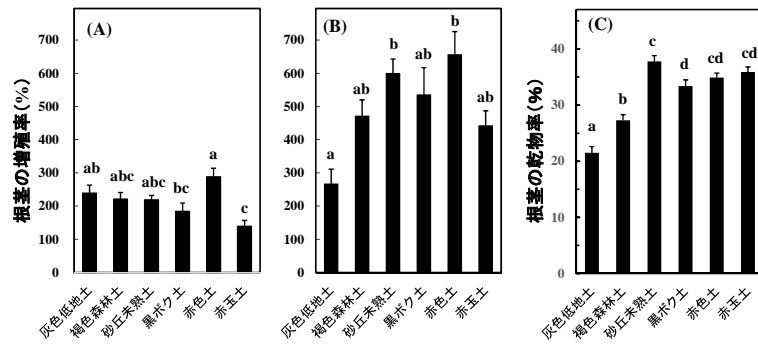 (A)
根茎の増殖率(%)
700
600
500
400
300
200
100
0
ab
abc
abc
bc
a
c
灰色低地土
褐色森林土
砂丘未熟土
黒ボク土
赤色土
赤玉土
(B)
700
600
500
400
300
200
100
0
a
ab
b
ab
b
ab
灰色低地土
褐色森林土
砂丘未熟土
黒ボク土
赤色土
赤玉土
(C)
根茎の乾物率(%)
40
30
20
10
0
a
b
c
d
cd
cd
灰色低地土
褐色森林土
砂丘未熟土
黒ボク土
赤色土
赤玉土